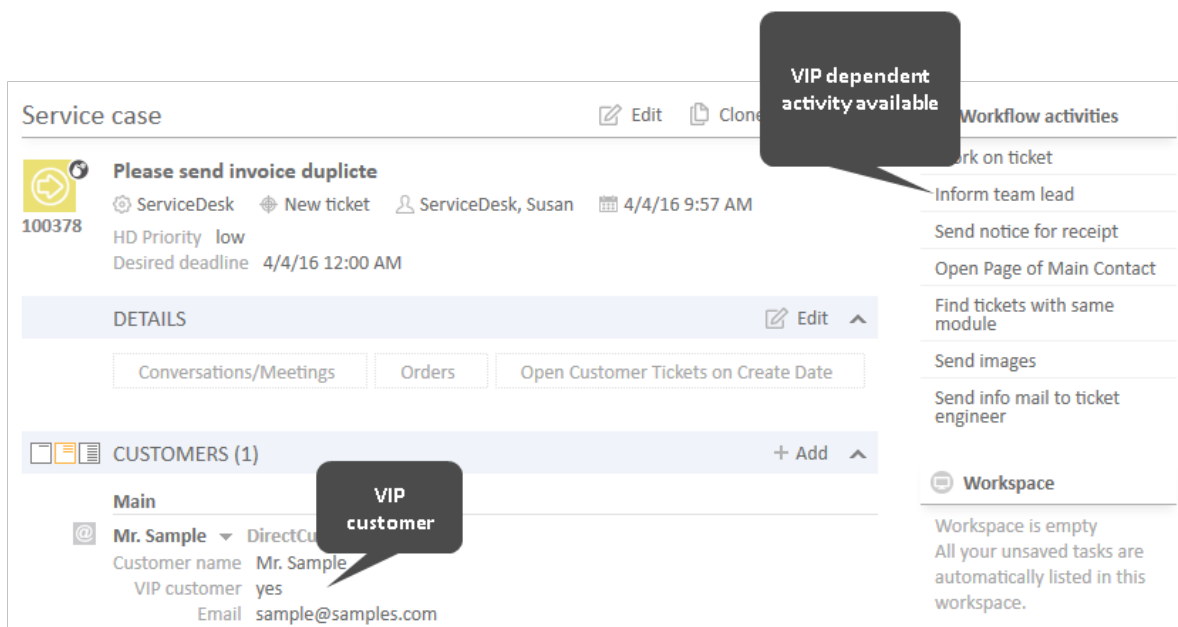 VIP dependent
activity available
Service case
Edit
Clone
Workflow activities
Please send invoice duplicte
ServiceDesk New ticket ServiceDesk, Susan 4/4/16 9:57 AM
100378
HD Priority low
Desired deadline 4/4/16 12:00 AM
on ticket
Inform team lead
Send notice for receipt
Open Page of Main Contact
Find tickets with same
module
Send images
Send info mail to ticket
engineer
DETAILS
Edit
Conversations/Meetings
Orders
Open Customer Tickets on Create Date
CUSTOMERS (1)
+ Add
VIP
customer
Main
@
Mr. Sample
Customer name Mr. Sample
VIP customer yes
Email sample@samples.com
Workspace
Workspace is empty
All your unsaved tasks are
automatically listed in this
workspace.